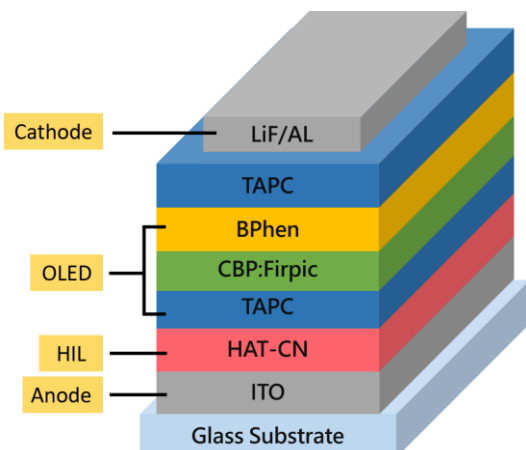 Cathode
LiF/AL
TAPC
BPhen
OLED
CBP:Firpic
TAPC
HIL
HAT-CN
Anode
ITO
Glass Substrate